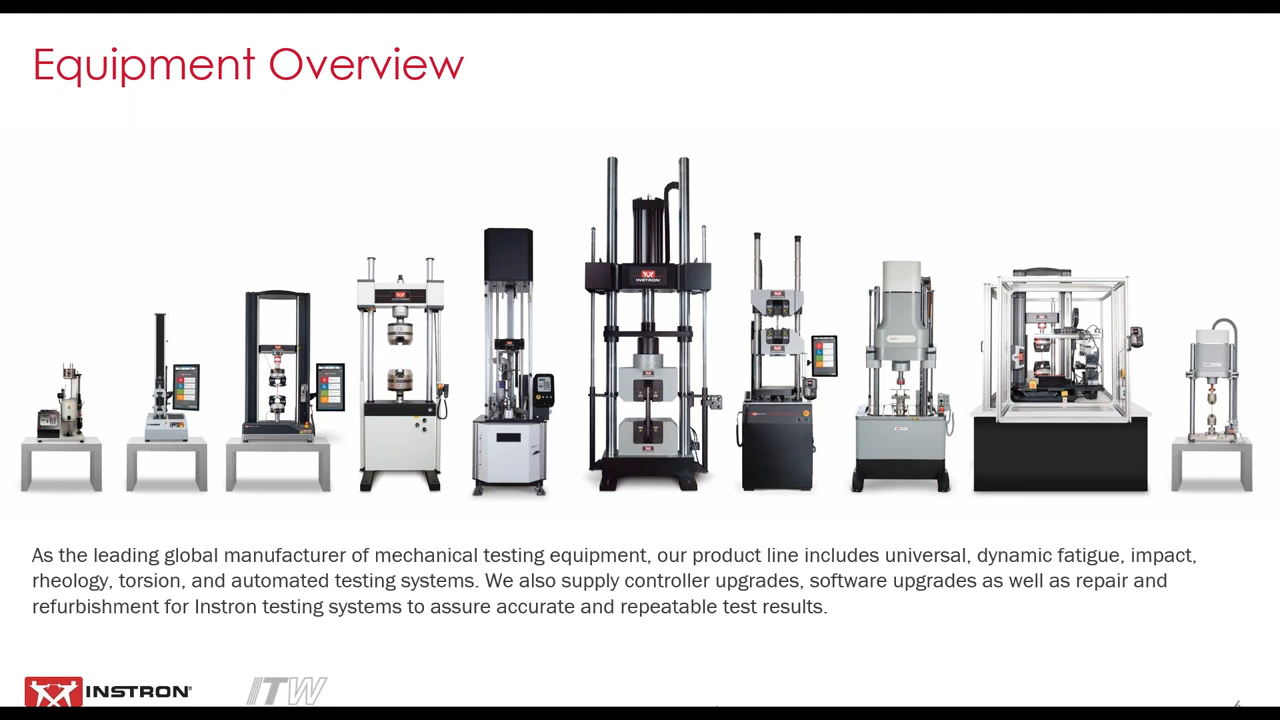 Equipment Overview
INSTRON
As the leading global manufacturer of mechanical testing equipment, our product line includes universal, dynamic fatigue, impact,
rheology, torsion, and automated testing systems. We also supply controller upgrades, software upgrades as well as repair and
refurbishment for Instron testing systems to assure accurate and repeatable test results.
INSTRON®
ITW